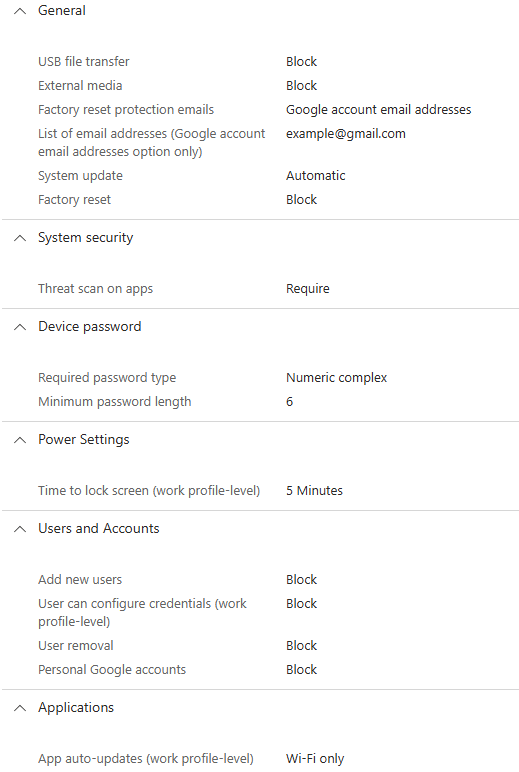 General
USB file transfer Block
External media Block
Factory reset protection emails Google account email addresses
List of email addresses (Google account example@gmail.com
email addresses option only)
System update Automatic
Factory reset Block
System security
Threat scan on apps Require
Device password
Required password type Numeric complex
Minimum password length 6
Power Settings
Time to lock screen (work profile-level) 5 Minutes
Users and Accounts
Add new users Block
User can configure credentials (work Block
profile-level)
User removal Block
Personal Google accounts Block
Applications
App auto-updates (work profile-level) Wi-Fi only